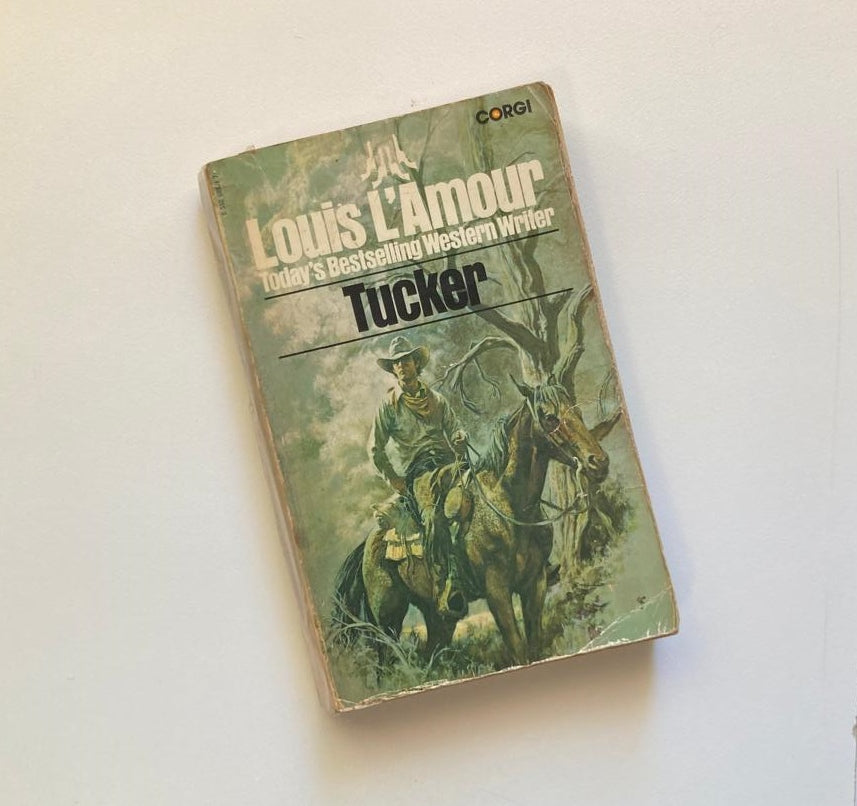 CORGI
Louis L'Amour
Today's Bestselling Western Writer
Tucker